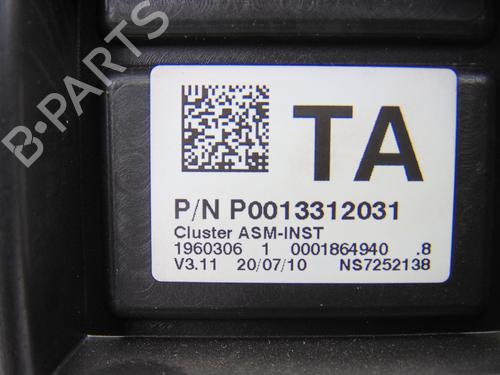 B-PARTS
TA
P/N P0013312031
Cluster ASM-INST
1960306 1 0001864940 .8
V3.11 20/07/10 NS7252138